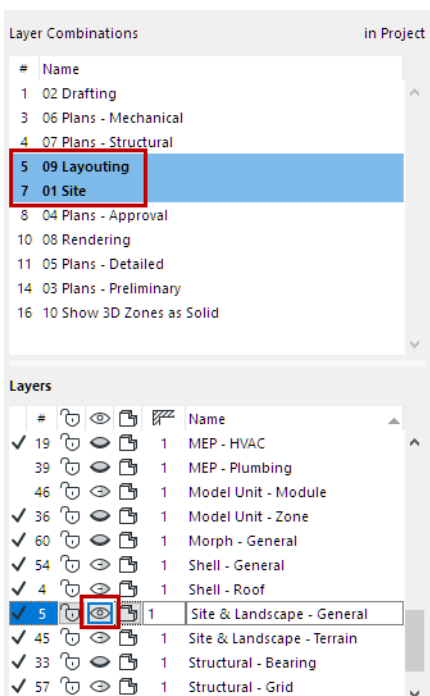 Layer Combinations in Project
# Name
1 02 Drafting
3 06 Plans - Mechanical
4 07 Plans - Structural
5 09 Layouting
7 01 Site
8 04 Plans - Approval
10 08 Rendering
11 05 Plans - Detailed
14 03 Plans - Preliminary
16 10 Show 3D Zones as Solid
Layers
# Name
19 1 MEP - HVAC
39 1 MEP - Plumbing
46 1 Model Unit - Module
36 1 Model Unit - Zone
60 1 Morph - General
54 1 Shell - General
4 1 Shell - Roof
5 1 Site & Landscape - General
45 1 Site & Landscape - Terrain
33 1 Structural - Bearing
57 1 Structural - Grid